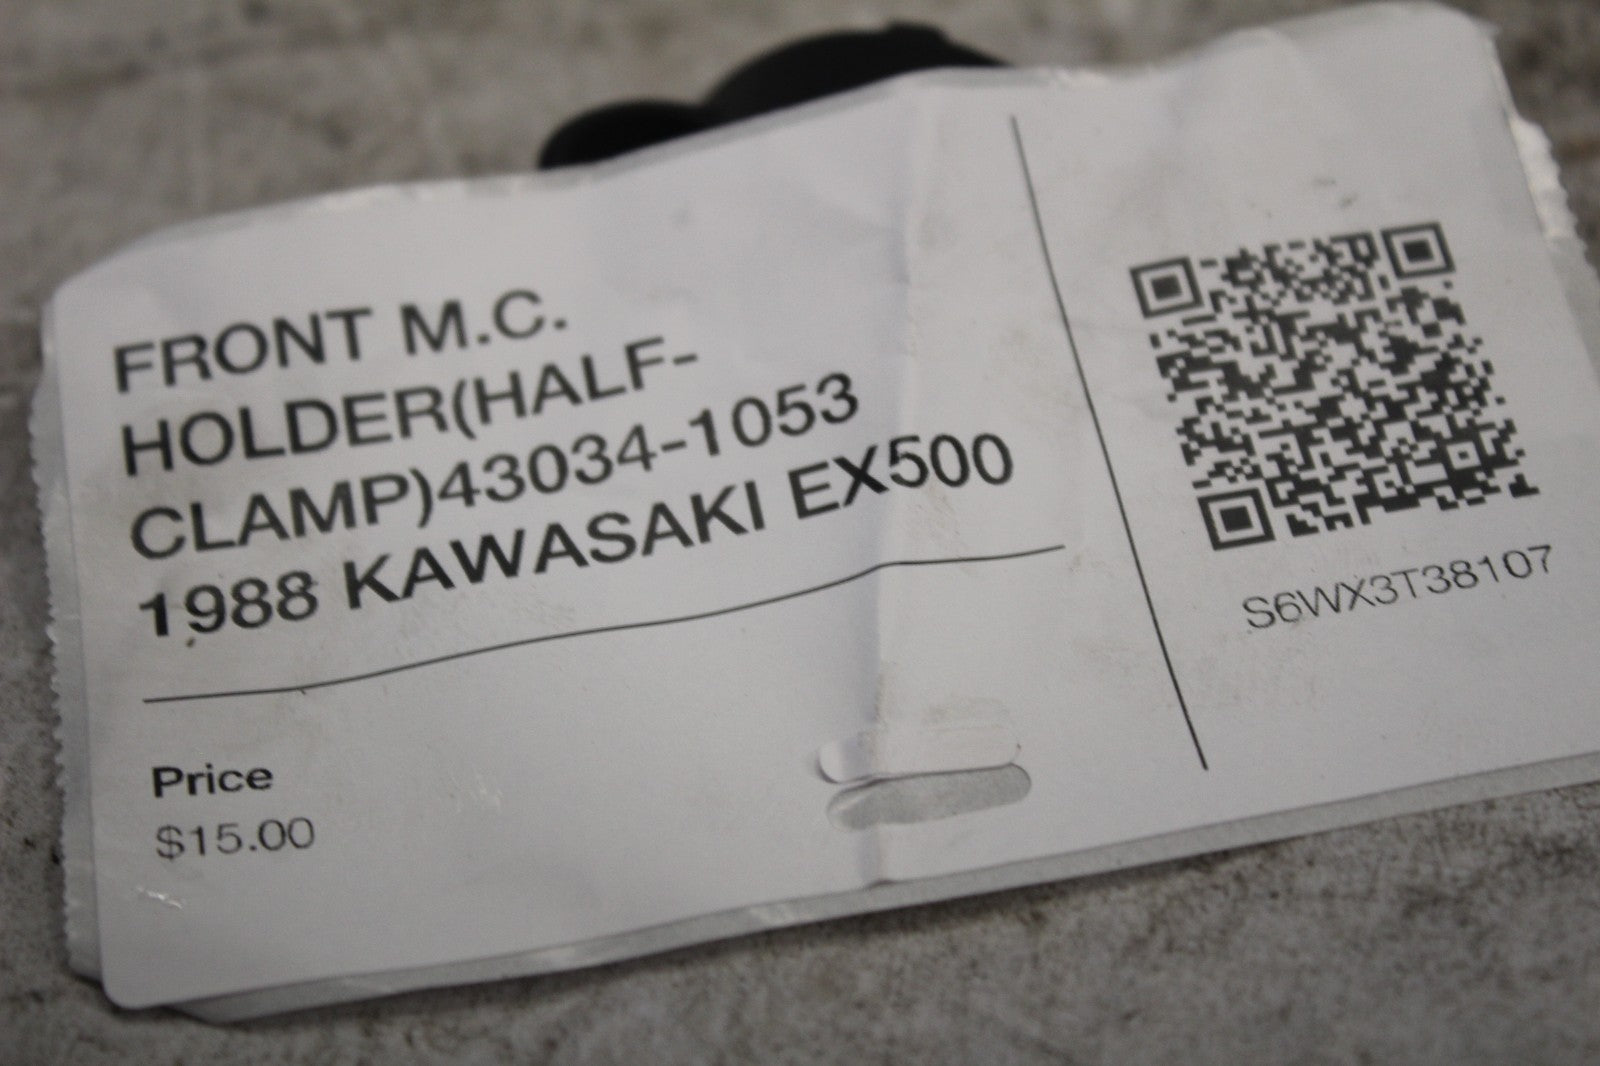 FRONT M.C.
HOLDER(HALF-
CLAMP)43034-1053
1988 KAWASAKI EX500
Price
$15.00
S6WX3T38107